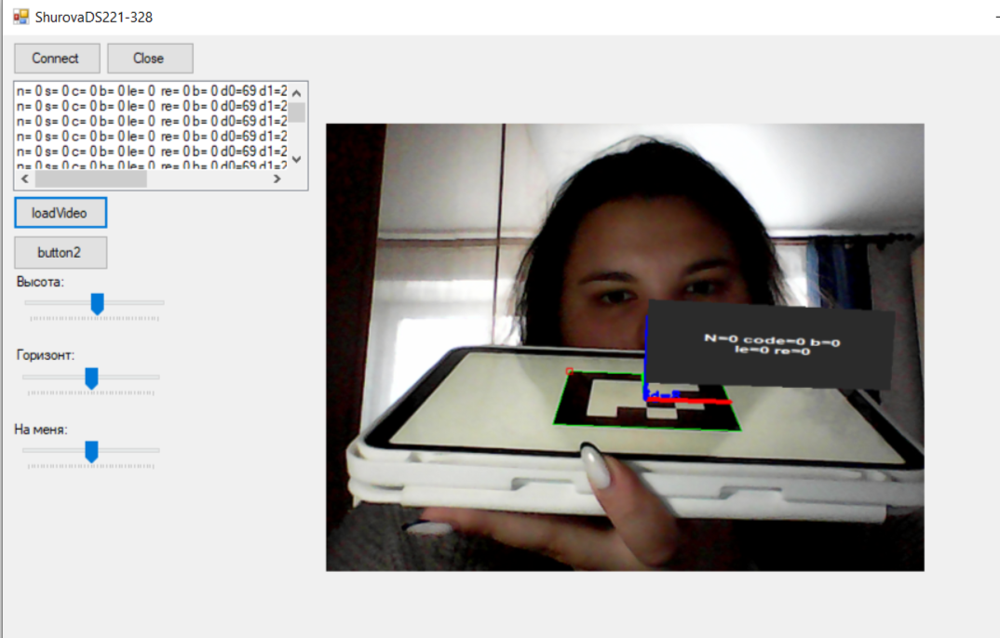 ShurovaDS221-328
Connect Close
n= 0 s= 0 c= 0 b= 0 le= 0 re= 0 b= 0 d0=69 d1=2
n= 0 s= 0 c= 0 b= 0 le= 0 re= 0 b= 0 d0=69 d1=2
n= 0 s= 0 c= 0 b= 0 le= 0 re= 0 b= 0 d0=69 d1=2
n= 0 s= 0 c= 0 b= 0 le= 0 re= 0 b= 0 d0=69 d1=2
n= 0 s= 0 c= 0 b= 0 le= 0 re= 0 b= 0 d0=69 d1=2
n= 0 s= 0 c= 0 b= 0 le= 0 re= 0 b= 0 d0=69 d1=2
loadVideo
button2
Высота:
Горизонт:
На меня:
N=0 code=0 b=0
le=0 re=0